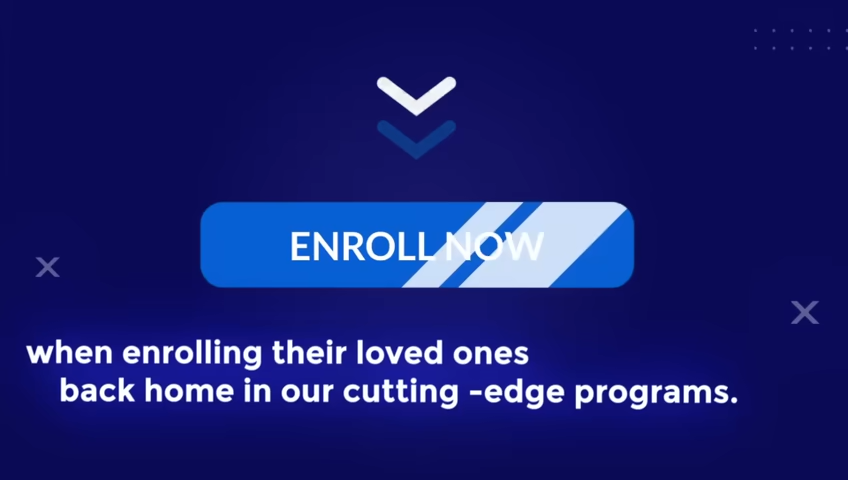 ENROLL NOW
when enrolling their loved ones
back home in our cutting -edge programs.